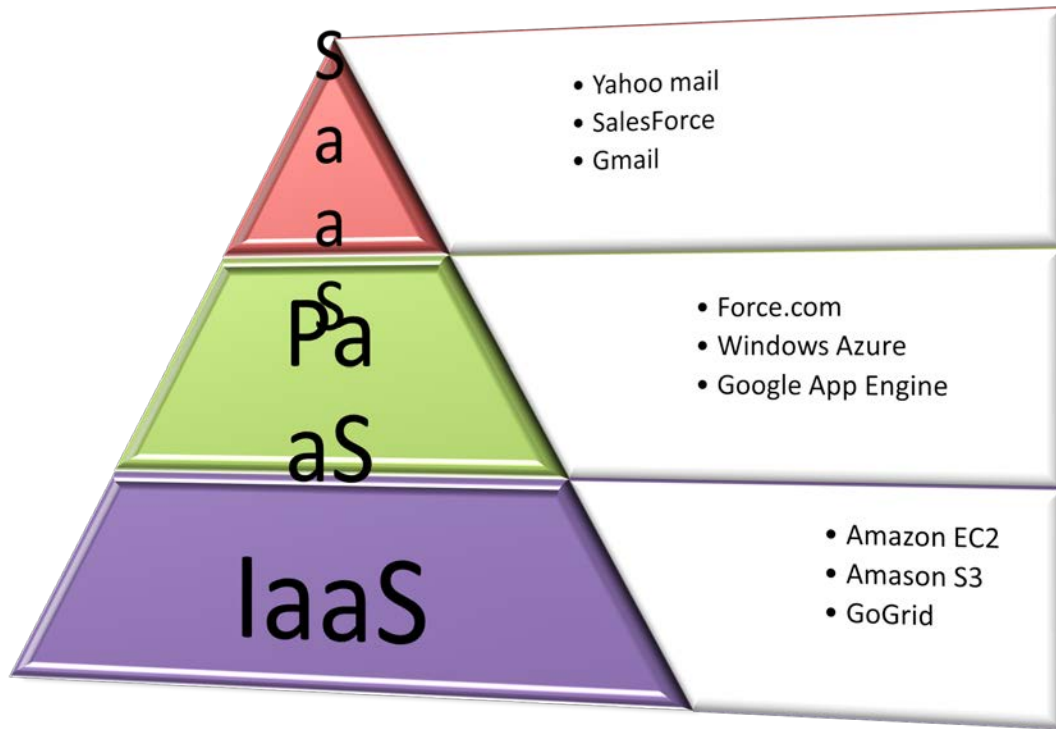 S
a
a
S
• Yahoo mail
• SalesForce
• Gmail
Pa
aS
• Force.com
• Windows Azure
• Google App Engine
IaaS
• Amazon EC2
• Amason S3
• GoGrid